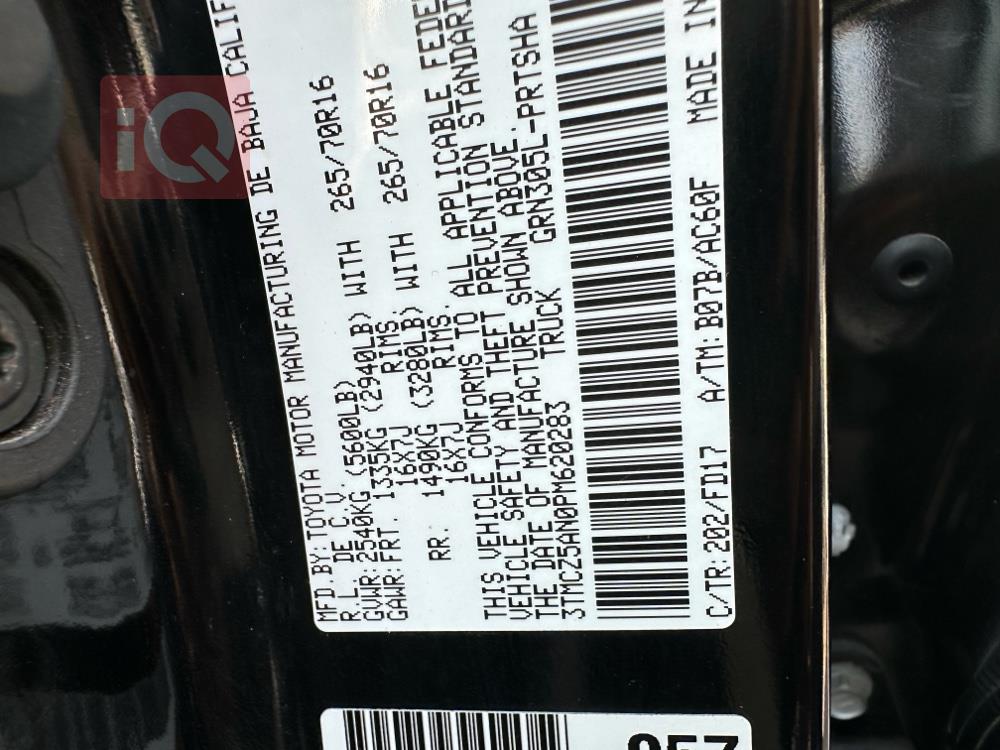 MFD.BY:TOYOTA MOTOR MANUFACTURING DE BAJA CALIF
R.L. DE C.V.
GVWR:2540KG (5600LB)
GAWR:FRT. 1335KG (2940LB) WITH 265/70R16
16X7J RIMS.
RR: 1490KG (3280LB) WITH 265/70R16
16X7J RIMS.
THIS VEHICLE CONFORMS TO ALL APPLICABLE FEDER
VEHICLE SAFETY AND THEFT PREVENTION STANDARD
THE DATE OF MANUFACTURE SHOWN ABOVE.
3TMCZ5AN0PM620283 TRUCK GRN305L-PRTSHA
C/TR:202/FD17 A/TM:B07B/AC60F MADE IN
iQ